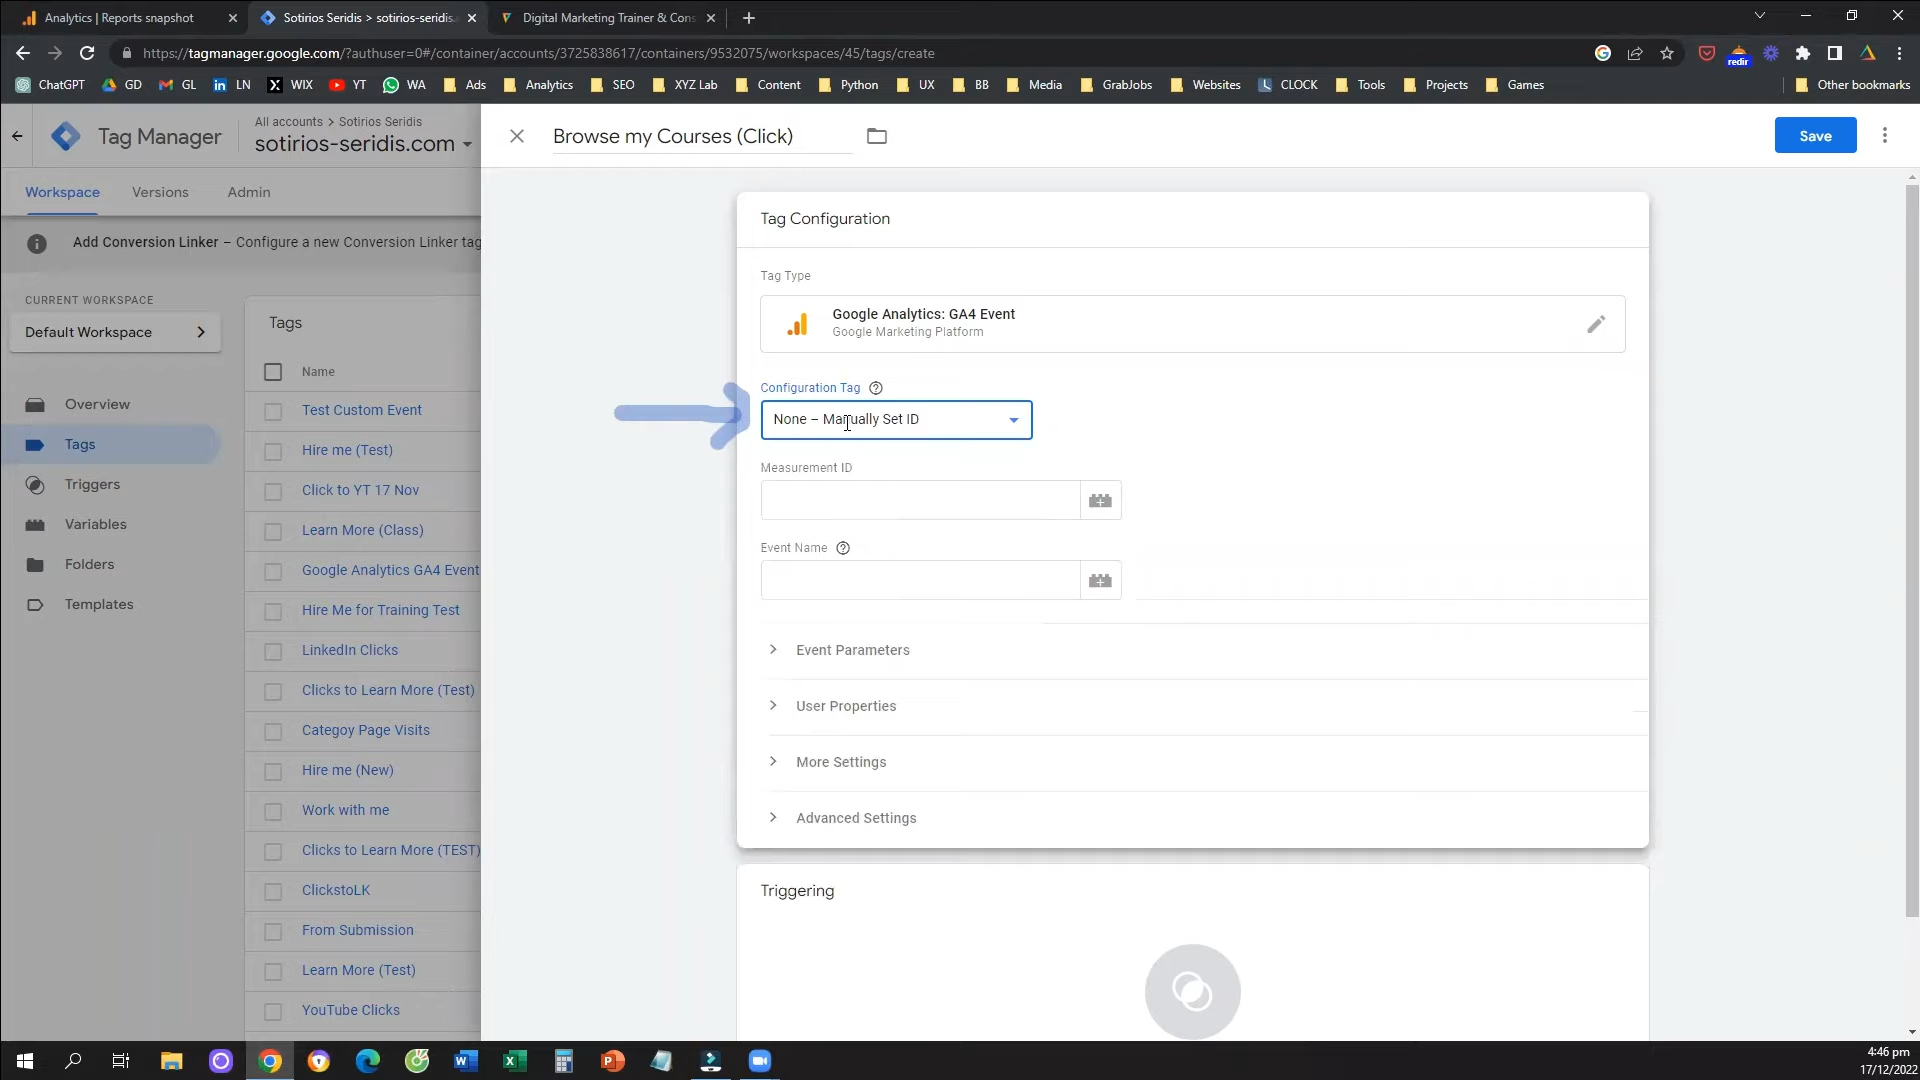 Analytics | Reports snapshot
Sotirios Seridis > sotirios-seridis.
Digital Marketing Trainer & Cons
https://tagmanager.google.com/?authuser=0#/container/accounts/3725838617/containers/9532075/workspaces/45/tags/create
redir
ChatGPT GD GL LN WIX YT WA Ads Analytics SEO XYZ Lab Content Python UX BB Media GrabJobs Websites CLOCK Tools Projects Games Other bookmarks
Tag Manager
All accounts > Sotirios Seridis
sotirios-seridis.com
Browse my Courses (Click)
Save
Workspace Versions Admin
Add Conversion Linker – Configure a new Conversion Linker tag
CURRENT WORKSPACE
Default Workspace
Overview
Tags
Triggers
Variables
Folders
Templates
Tags
Name
Test Custom Event
Hire me (Test)
Click to YT 17 Nov
Learn More (Class)
Google Analytics GA4 Event
Hire Me for Training Test
LinkedIn Clicks
Clicks to Learn More (Test)
Categoy Page Visits
Hire me (New)
Work with me
Clicks to Learn More (TEST)
ClickstoLK
From Submission
Learn More (Test)
YouTube Clicks
Tag Configuration
Tag Type
Google Analytics: GA4 Event
Google Marketing Platform
Configuration Tag
None – Manually Set ID
Measurement ID
Event Name
Event Parameters
User Properties
More Settings
Advanced Settings
Triggering
4:46 pm
17/12/2022